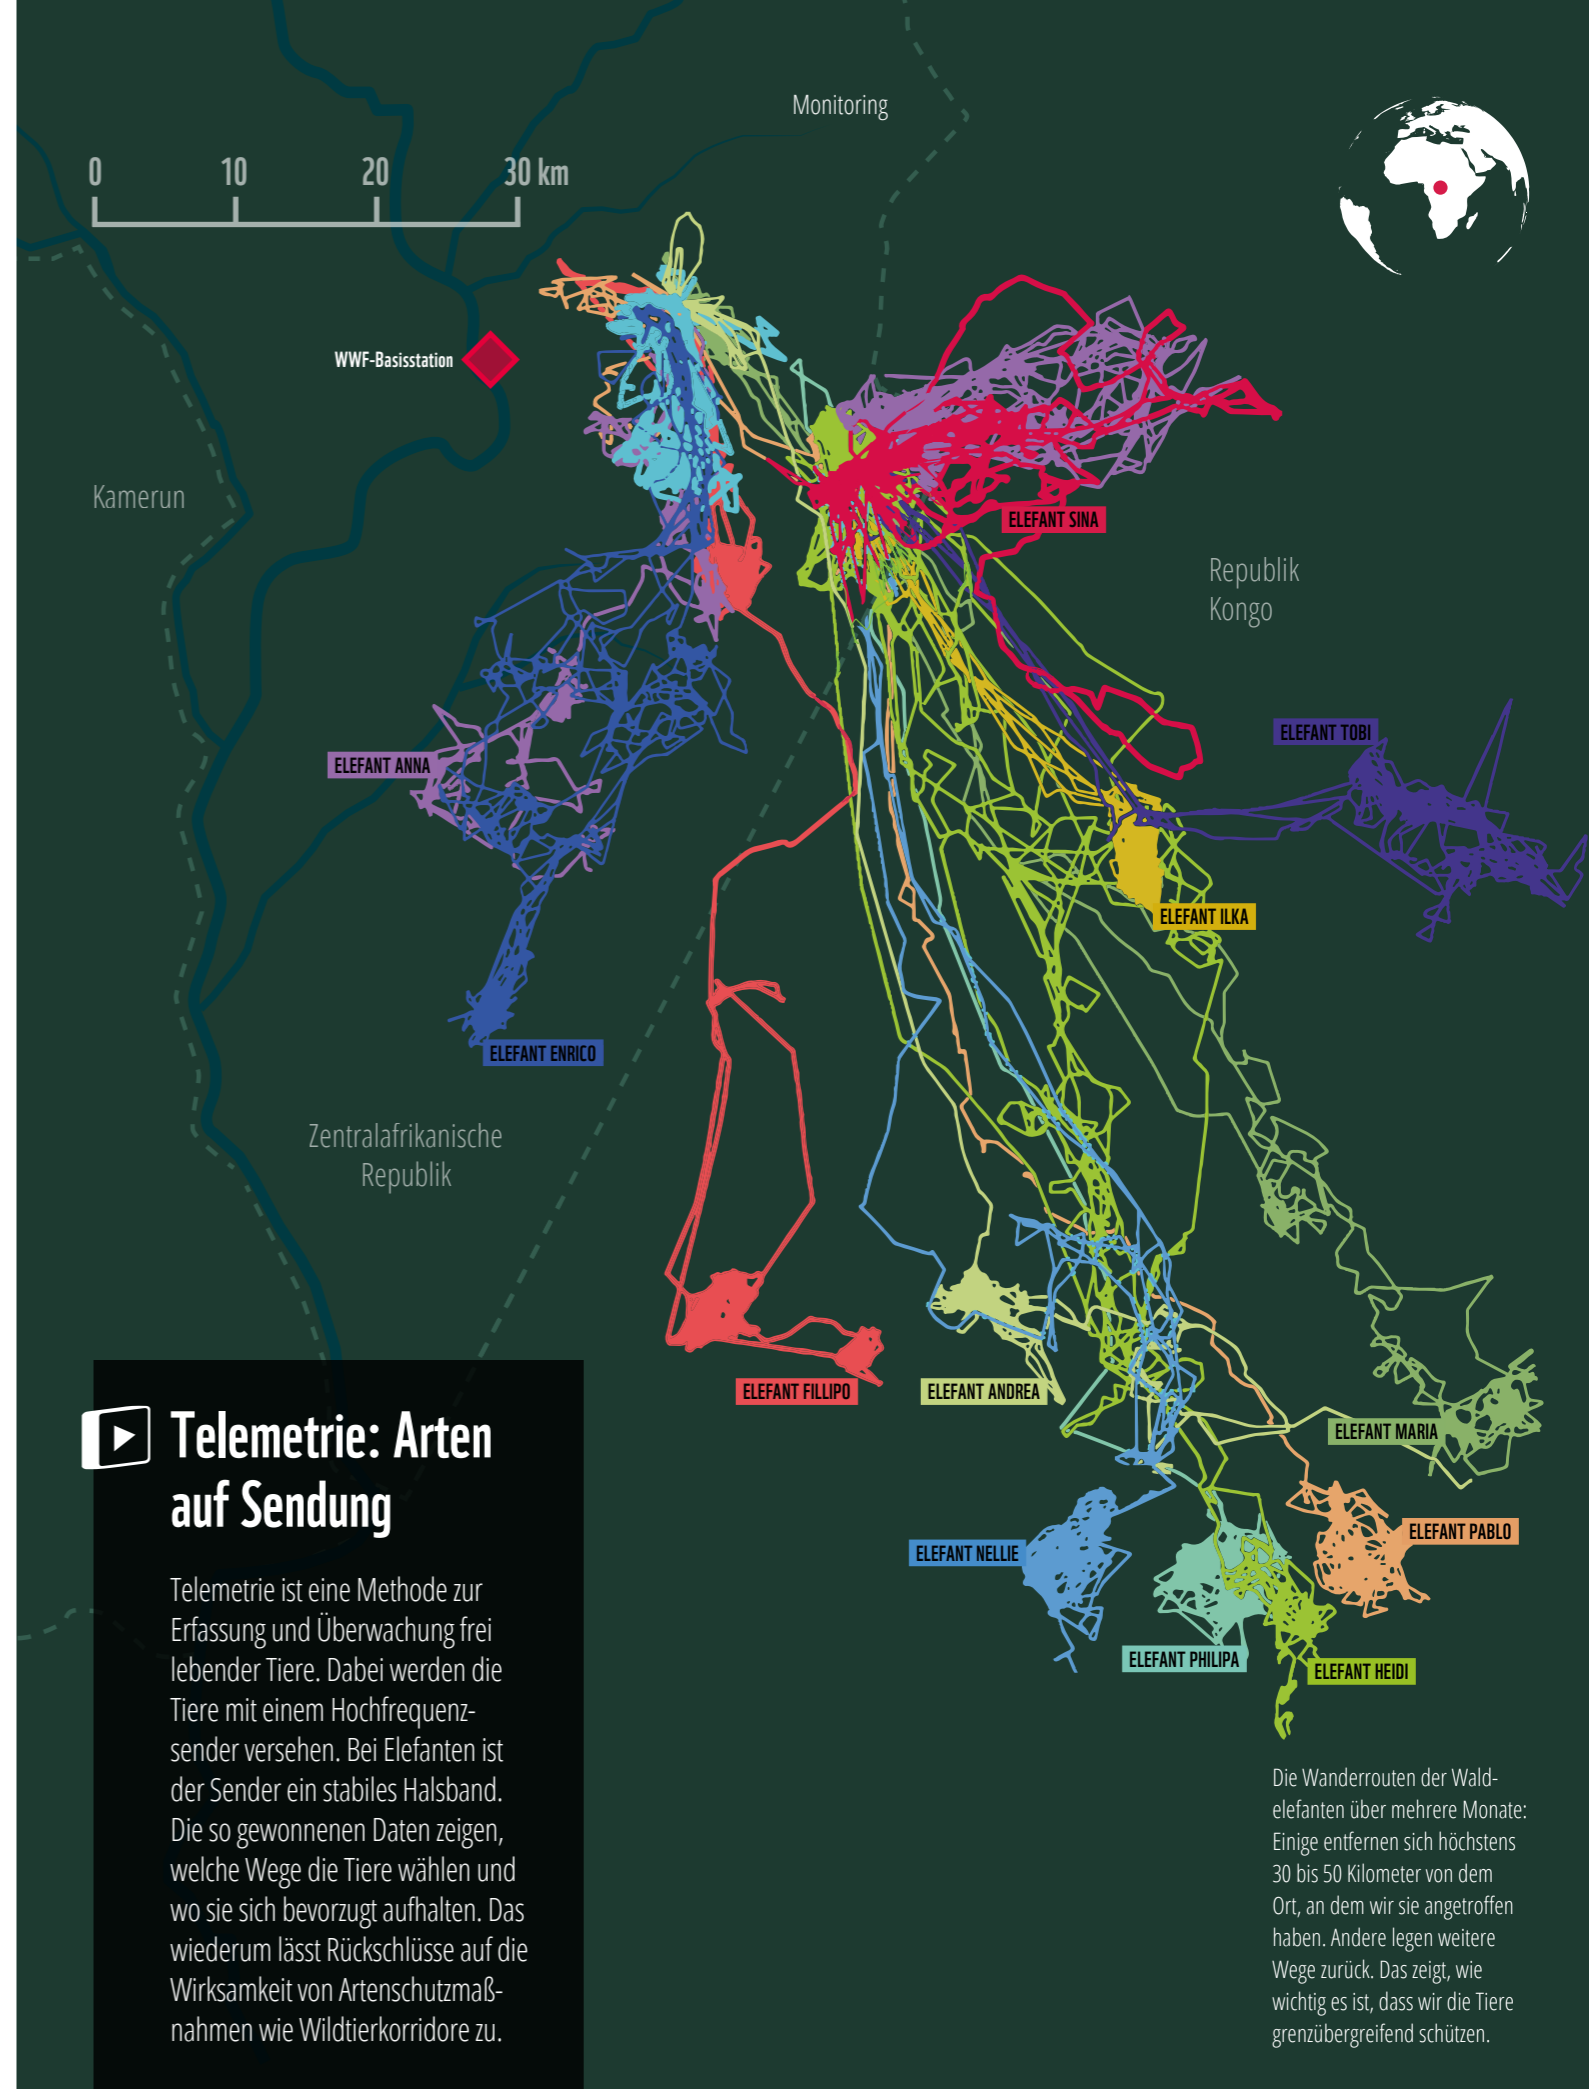 Monitoring
0 10 20 30 km
WWF-Basisstation
Kamerun
ELEFANT SINA
Republik
Kongo
ELEFANT TOBI
ELEFANT ANNA
ELEFANT ILKA
ELEFANT ENRICO
Zentralafrikanische
Republik
ELEFANT FILLIPO
ELEFANT ANDREA
ELEFANT MARIA
ELEFANT PABLO
ELEFANT NELLIE
ELEFANT PHILIPA
ELEFANT HEIDI
Telemetrie: Arten
auf Sendung
Telemetrie ist eine Methode zur
Erfassung und Überwachung frei
lebender Tiere. Dabei werden die
Tiere mit einem Hochfrequenz-
sender versehen. Bei Elefanten ist
der Sender ein stabiles Halsband.
Die so gewonnenen Daten zeigen,
welche Wege die Tiere wählen und
wo sie sich bevorzugt aufhalten. Das
wiederum lässt Rückschlüsse auf die
Wirksamkeit von Artenschutzmaß-
nahmen wie Wildtierkorridore zu.
Die Wanderrouten der Wald-
elefanten über mehrere Monate:
Einige entfernen sich höchstens
30 bis 50 Kilometer von dem
Ort, an dem wir sie angetroffen
haben. Andere legen weitere
Wege zurück. Das zeigt, wie
wichtig es ist, dass wir die Tiere
grenzübergreifend schützen.